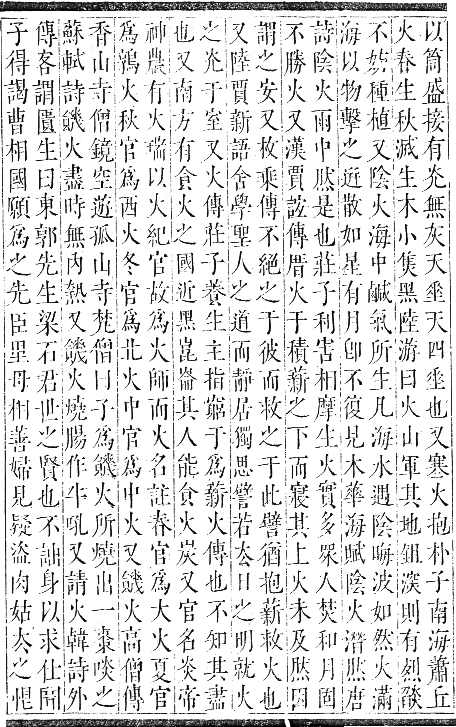 以筒盛接有光無灰天垂天四垂也又寒火抱朴子南海蕭丘
火春生秋滅生木小焦黑陸游曰火山軍其地鉏深則有烈燄
不妨種植又陰火海中鹹氣所生凡海水遇陰晦波如然火滿
海以物擊之迸散如星有月卽不復見木華海賦陰火潛然唐
詩陰火雨中然是也莊子利害相摩生火實多衆人焚和月固
不勝火又漢賈誼傳厝火于積薪之下而寢其上火未及然因
謂之安又枚乘傳不絕之于彼而救之于此譬猶抱薪救火也
又陸賈新語舍學聖人之道而靜居獨思譬若去日之明就火
之光于室又火傳莊子養生主指窮于爲薪火傳也不知其盡
也又南方有食火之國近黑崑崙其人能食火炭又官名炎帝
神農有火瑞以火紀官故爲火師而火名註春官爲大火夏官
爲鶉火秋官爲西火冬官爲北火中官爲中火又饑火高僧傳
香山寺僧鏡空遊孤山寺梵僧曰子爲饑火所燒出一棗啖之
蘇軾詩饑火盡時無內熱又饑火燒腸作牛吼又請火韓詩外
傳客謂匱生曰東郭先生梁石君世之賢也不詘身以求仕聞
子得謁曹相國願爲之先臣里母相善婦見疑盜肉姑去之恨